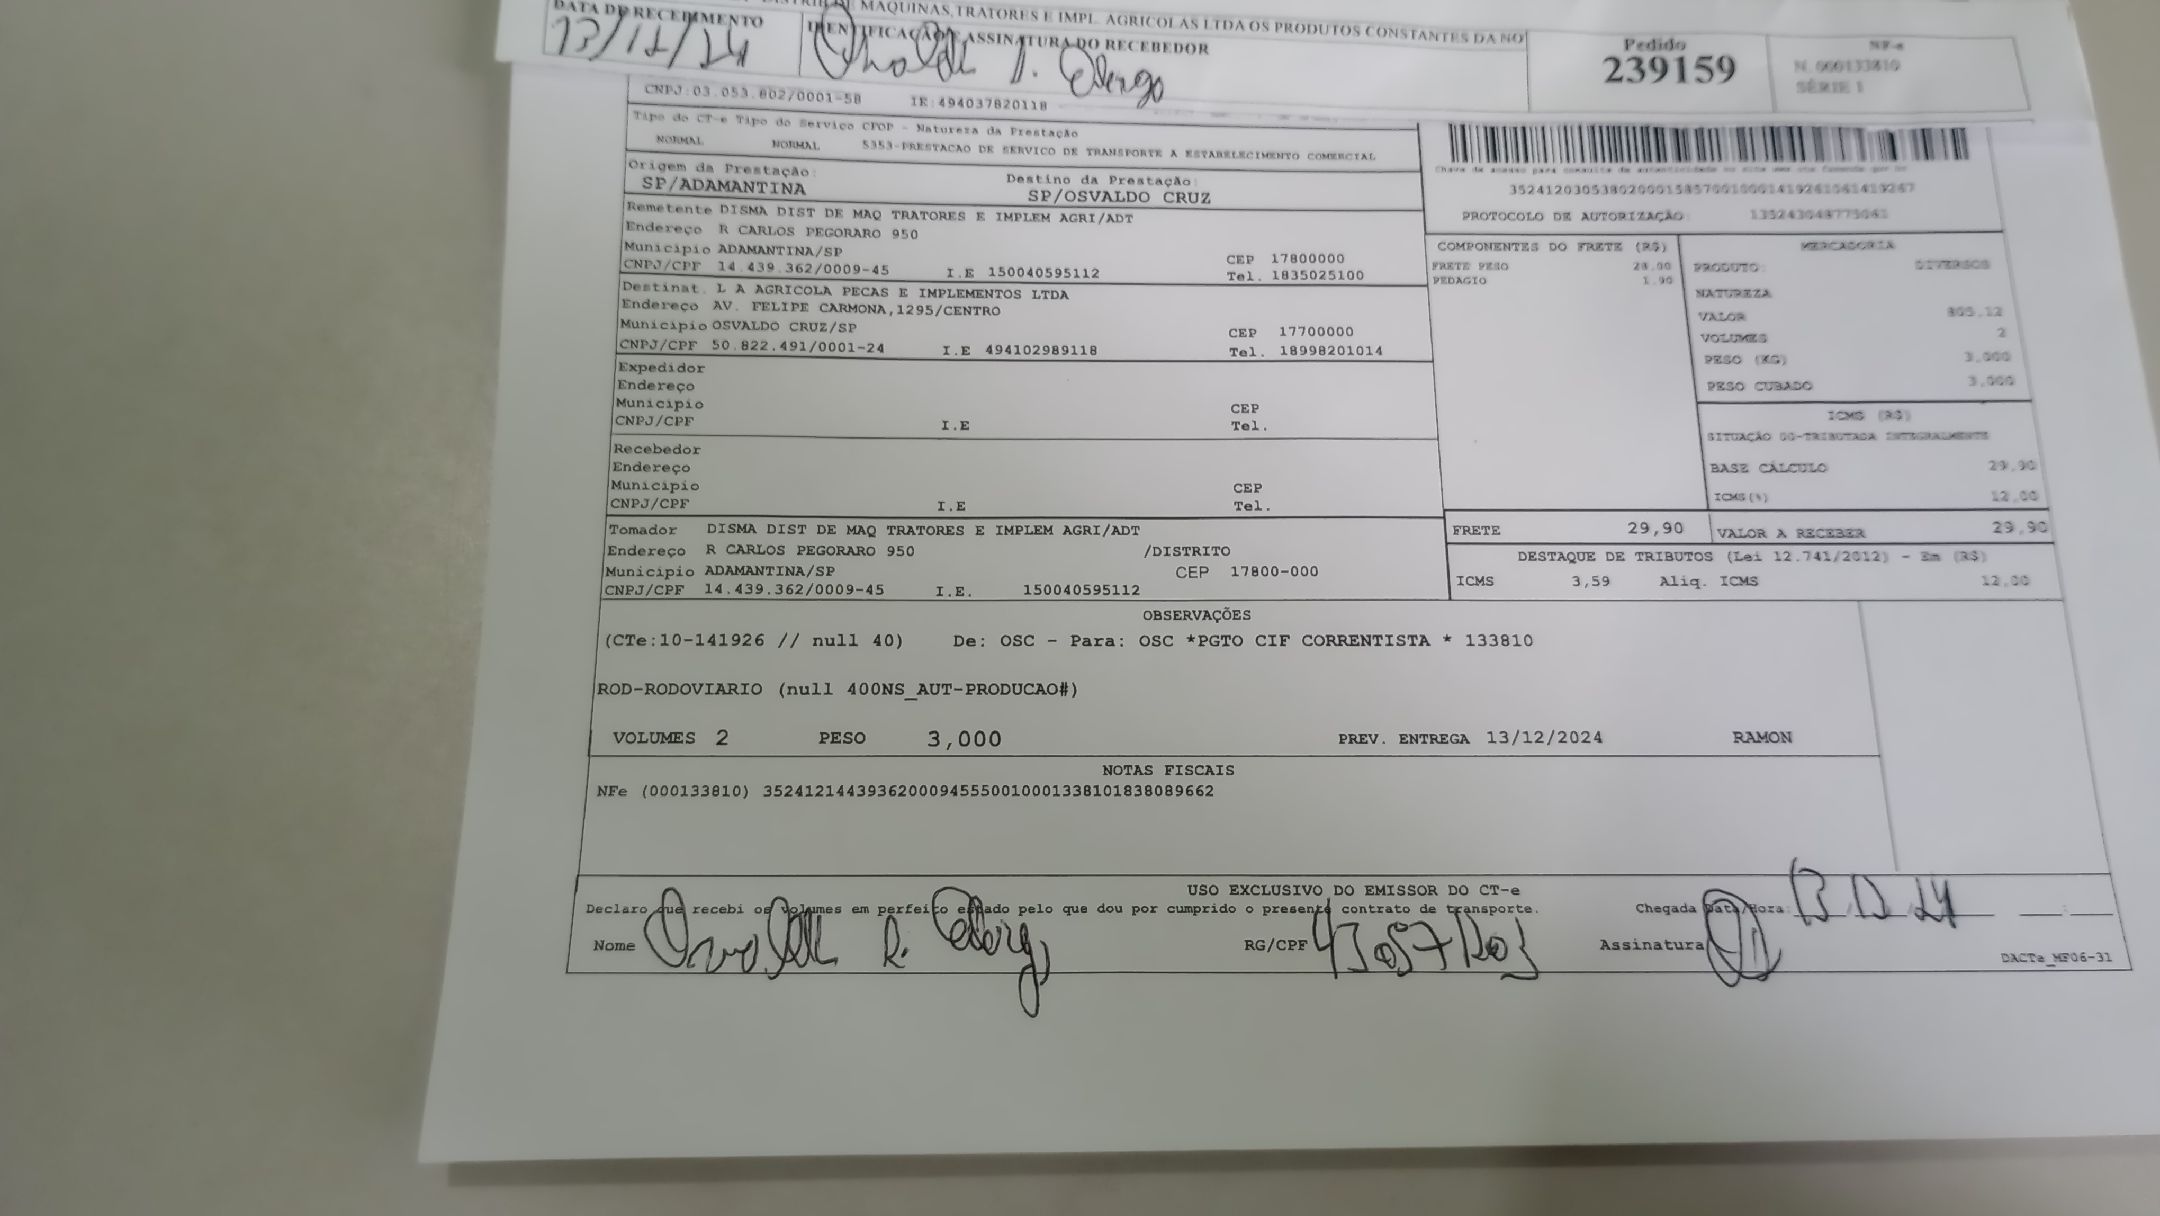 MAQUINAS,TRATORES E IMPL. AGRICOLAS LTDA OS PRODUTOS CONSTANTES DA NO
DATA DE RECEBIMENTO IDENTIFICAÇÃO E ASSINATURA DO RECEBEDOR
13/12/24
Pedido
239159
NF-e
N. 000133810
SÉRIE 1
CNPJ:03.053.802/0001-58 IE:494037820118
Tipo do CT-e Tipo do Serviço CFOP - Natureza da Prestação
NORMAL NORMAL 5353-PRESTACAO DE SERVICO DE TRANSPORTE A ESTABELECIMENTO COMERCIAL
Origem da Prestação: Destino da Prestação:
SP/ADAMANTINA SP/OSVALDO CRUZ
Remetente DISMA DIST DE MAQ TRATORES E IMPLEM AGRI/ADT
Endereço R CARLOS PEGORARO 950
Municipio ADAMANTINA/SP CEP 17800000
CNPJ/CPF 14.439.362/0009-45 I.E 150040595112 Tel. 1835025100
Destinat. L A AGRICOLA PECAS E IMPLEMENTOS LTDA
Endereço AV. FELIPE CARMONA,1295/CENTRO
Municipio OSVALDO CRUZ/SP CEP 17700000
CNPJ/CPF 50.822.491/0001-24 I.E 494102989118 Tel. 18998201014
Expedidor
Endereço
Municipio CEP
CNPJ/CPF I.E Tel.
Recebedor
Endereço
Municipio CEP
CNPJ/CPF I.E Tel.
Tomador DISMA DIST DE MAQ TRATORES E IMPLEM AGRI/ADT
Endereço R CARLOS PEGORARO 950 /DISTRITO
Municipio ADAMANTINA/SP CEP 17800-000
CNPJ/CPF 14.439.362/0009-45 I.E. 150040595112
PROTOCOLO DE AUTORIZAÇÃO:
COMPONENTES DO FRETE (R$)
FRETE PESO 28.00
PEDAGIO 1.90
MERCADORIA
PRODUTO: DIVERSOS
NATUREZA
VALOR
VOLUMES 2
PESO (KG) 3,000
PESO CUBADO 3,000
ICMS (R$)
SITUAÇÃO 00-TRIBUTADA INTEGRALMENTE
BASE CÁLCULO 29.90
ICMS(%) 12.00
FRETE 29,90 VALOR A RECEBER 29,90
DESTAQUE DE TRIBUTOS (Lei 12.741/2012) - Em (R$)
ICMS 3,59 Aliq. ICMS 12,00
OBSERVAÇÕES
(CTe:10-141926 // null 40) De: OSC - Para: OSC *PGTO CIF CORRENTISTA * 133810
ROD-RODOVIARIO (null 400NS_AUT-PRODUCAO#)
VOLUMES 2 PESO 3,000 PREV. ENTREGA 13/12/2024 RAMON
NOTAS FISCAIS
NFe (000133810) 35241214439362000945550010001338101838089662
USO EXCLUSIVO DO EMISSOR DO CT-e
Declaro que recebi os volumes em perfeito estado pelo que dou por cumprido o presente contrato de transporte. Chegada Data/Hora: 13 12 24
Nome RG/CPF Assinatura
DACTe_MF06-31